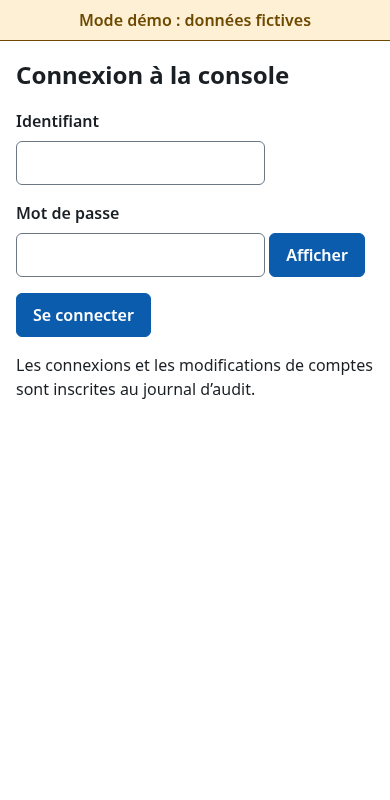 Mode démo : données fictives
Connexion à la console
Identifiant
Mot de passe
Afficher
Se connecter
Les connexions et les modifications de comptes
sont inscrites au journal d’audit.